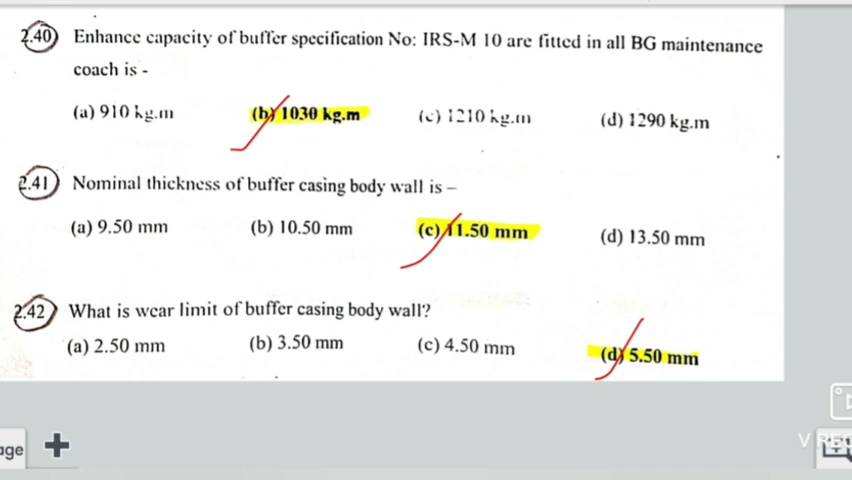 2.40 Enhance capacity of buffer specification No: IRS-M 10 are fitted in all BG maintenance
coach is -
(a) 910 kg.m (b) 1030 kg.m (c) 1210 kg.m (d) 1290 kg.m
2.41 Nominal thickness of buffer casing body wall is –
(a) 9.50 mm (b) 10.50 mm (c) 11.50 mm (d) 13.50 mm
2.42 What is wear limit of buffer casing body wall?
(a) 2.50 mm (b) 3.50 mm (c) 4.50 mm (d) 5.50 mm
age +